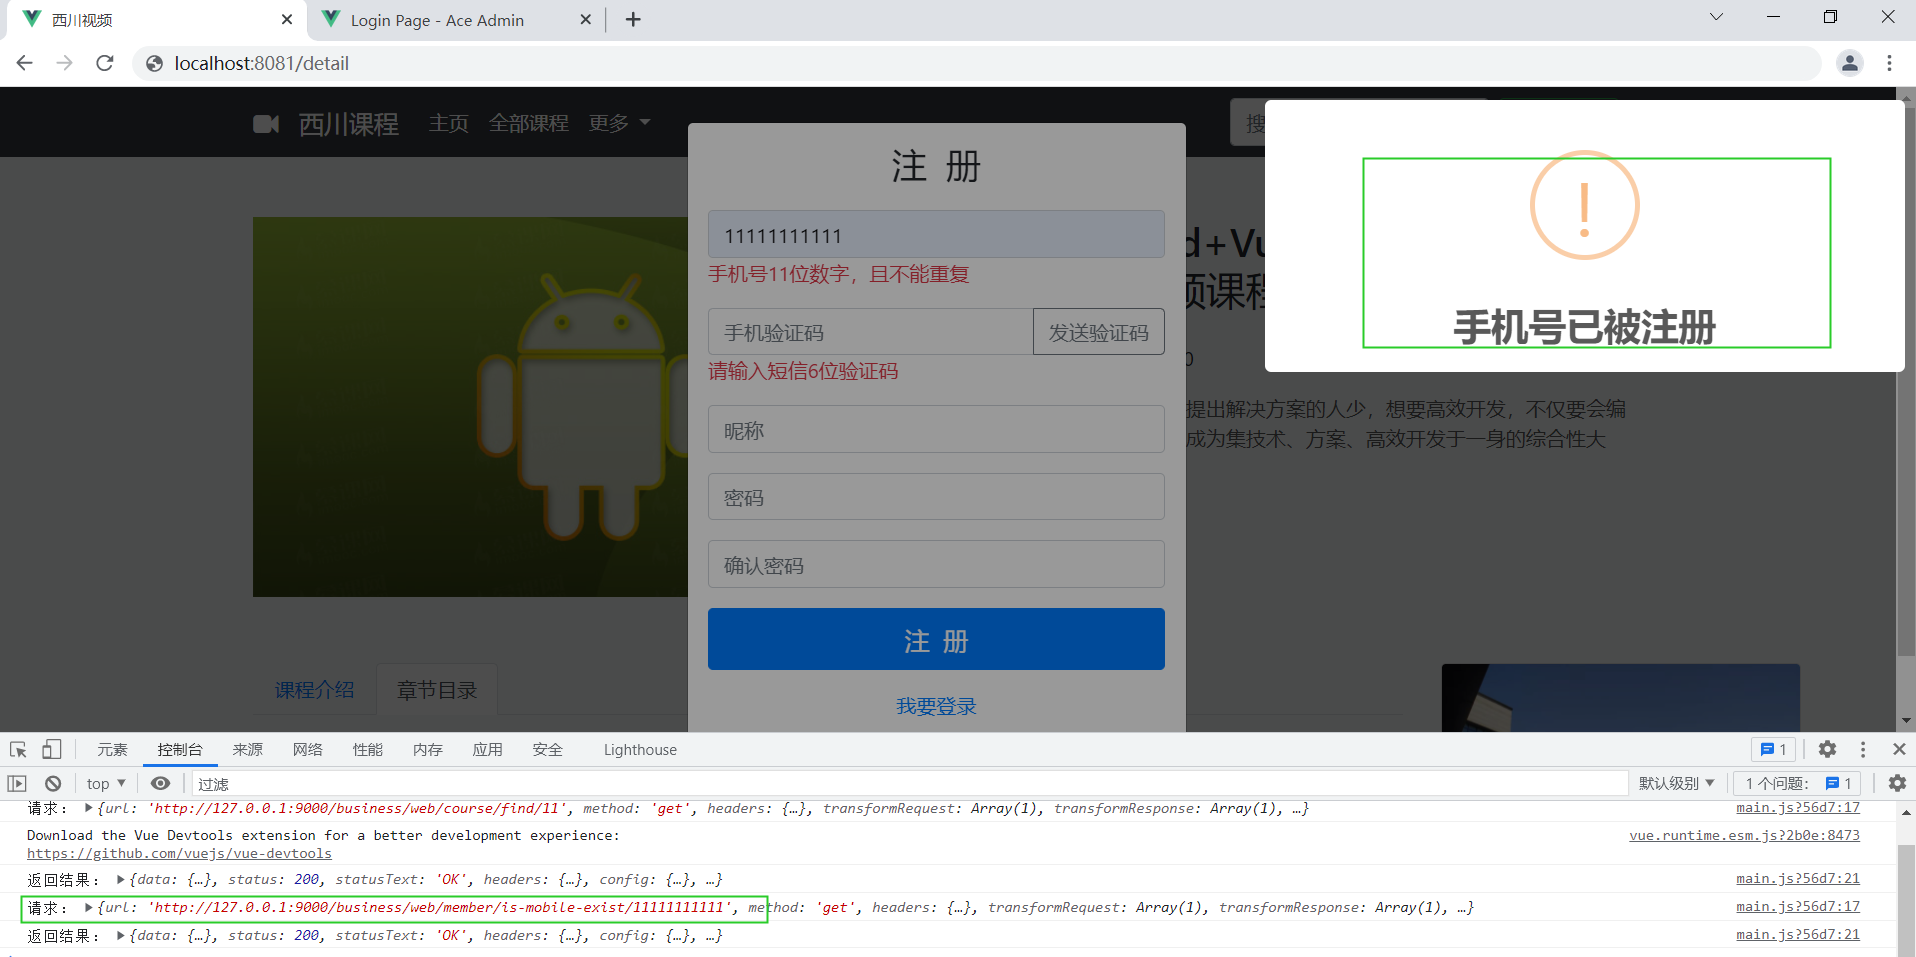 西川视频
Login Page - Ace Admin
localhost:8081/detail
西川课程 主页 全部课程 更多
搜
注 册
11111111111
手机号11位数字，且不能重复
手机验证码 发送验证码
请输入短信6位验证码
昵称
密码
确认密码
注 册
我要登录
d+Vu
频课程
0
提出解决方案的人少，想要高效开发，不仅要会编
成为集技术、方案、高效开发于一身的综合性大
手机号已被注册
课程介绍 章节目录
元素 控制台 来源 网络 性能 内存 应用 安全 Lighthouse 1
top 过滤 默认级别 1 个问题： 1
请求： {url: 'http://127.0.0.1:9000/business/web/course/find/11', method: 'get', headers: {…}, transformRequest: Array(1), transformResponse: Array(1), …} main.js?56d7:17
Download the Vue Devtools extension for a better development experience: vue.runtime.esm.js?2b0e:8473
https://github.com/vuejs/vue-devtools
返回结果： {data: {…}, status: 200, statusText: 'OK', headers: {…}, config: {…}, …} main.js?56d7:21
请求： {url: 'http://127.0.0.1:9000/business/web/member/is-mobile-exist/11111111111', method: 'get', headers: {…}, transformRequest: Array(1), transformResponse: Array(1), …} main.js?56d7:17
返回结果： {data: {…}, status: 200, statusText: 'OK', headers: {…}, config: {…}, …} main.js?56d7:21